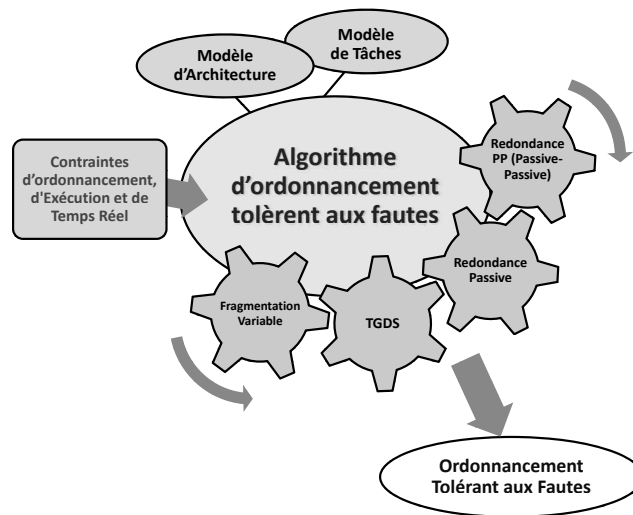 Modèle
de Tâches
Modèle
d'Architecture
Algorithme
d'ordonnancement
tolèrent aux fautes
Contraintes
d'ordonnancement,
d'Exécution et de
Temps Réel
Redondance
PP (Passive-
Passive)
Redondance
Passive
Fragmentation
Variable
TGDS
Ordonnancement
Tolérant aux Fautes